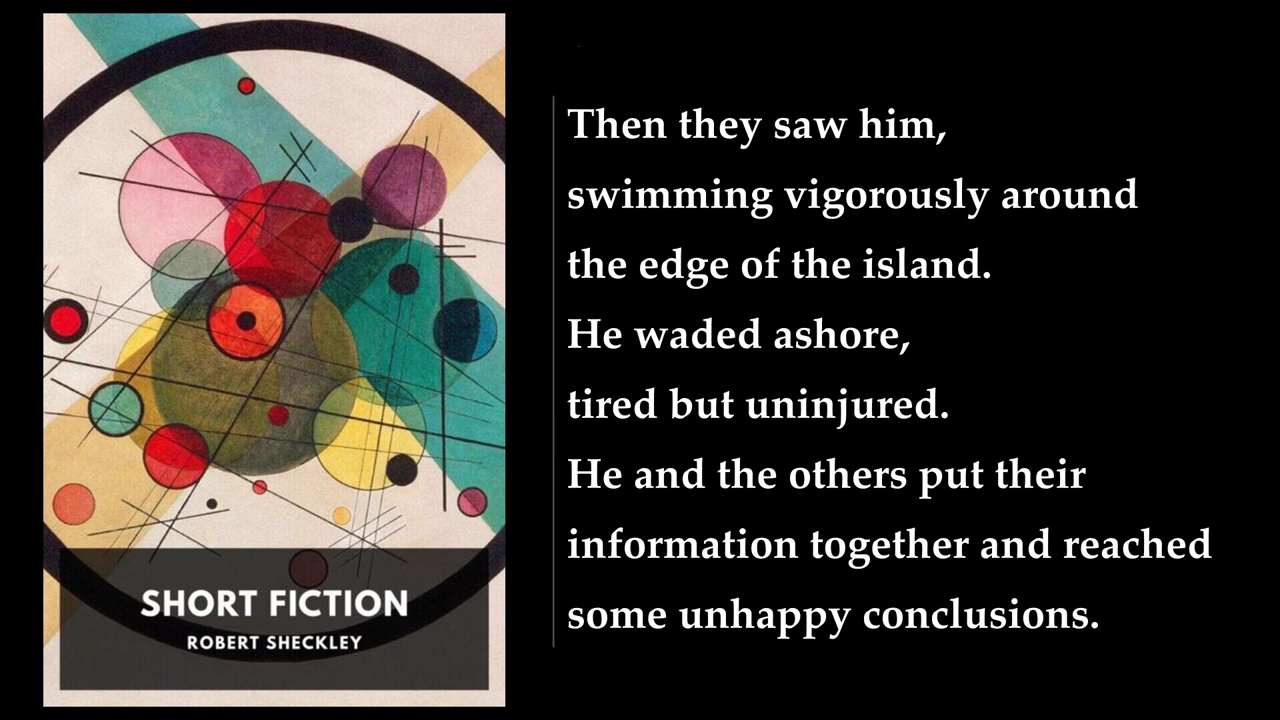 SHORT FICTION
ROBERT SHECKLEY
Then they saw him,
swimming vigorously around
the edge of the island.
He waded ashore,
tired but uninjured.
He and the others put their
information together and reached
some unhappy conclusions.